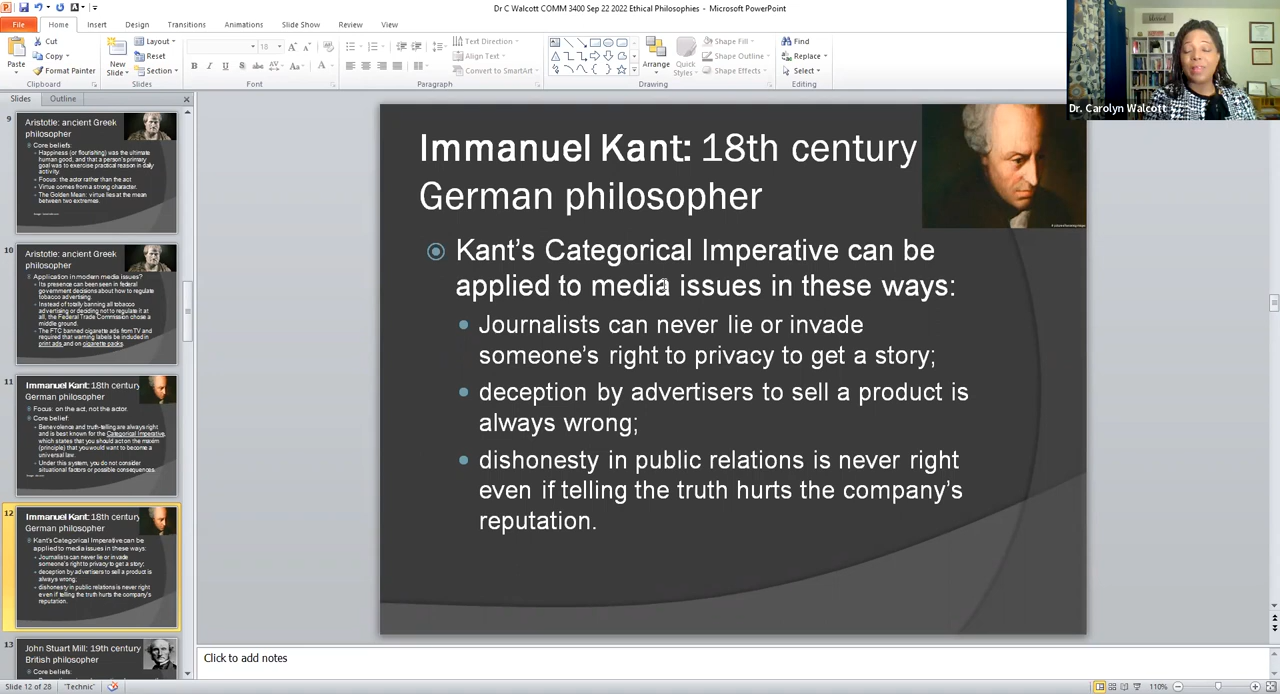 Dr C Walcott COMM 3400 Sep 22 2022 Ethical Philosophies - Microsoft PowerPoint
File
Home
Insert
Design
Transitions
Animations
Slide Show
Review
View
Paste
Cut
Copy
Format Painter
Clipboard
New
Slide
Layout
Reset
Section
Slides
18
Font
Paragraph
Text Direction
Align Text
Convert to SmartArt
Arrange
Quick
Styles
Shape Fill
Shape Outline
Shape Effects
Drawing
Find
Replace
Select
Editing
Dr. Carolyn Walcott
Slides
Outline
9
Aristotle: ancient Greek
philosopher
Core beliefs:
Happiness (or flourishing) was the ultimate
human good, and that a person's primary
goal was to exercise practical reason in daily
activity.
Focus: the actor rather than the act
Virtue comes from a strong character.
The Golden Mean: virtue lies at the mean
between two extremes.
10
Aristotle: ancient Greek
philosopher
Application in modern media issues?
Its presence can been seen in federal
government decisions about how to regulate
tobacco advertising.
Instead of totally banning all tobacco
advertising or deciding not to regulate it at
all, the Federal Trade Commission chose a
middle ground.
The FTC banned cigarette ads from TV and
required that warning labels be included in
print ads and on cigarette packs.
11
Immanuel Kant: 18th century
German philosopher
Focus: on the act, not the actor.
Core belief:
Benevolence and truth-telling are always right
and is best known for the
Categorical Imperative,
which states that you should act on the maxim
(principle) that you would want to become a
universal law.
Under this system, you do not consider
situational factors or possible consequences.
12
Immanuel Kant: 18th century
German philosopher
Kant's Categorical Imperative can be
applied to media issues in these ways:
Journalists can never lie or invade
someone's right to privacy to get a story;
deception by advertisers to sell a product is
always wrong;
dishonesty in public relations is never right
even if telling the truth hurts the company's
reputation.
13
John Stuart Mill: 19th century
British philosopher
Core beliefs:
Immanuel Kant: 18th century
German philosopher
Kant's Categorical Imperative can be
applied to media issues in these ways:
Journalists can never lie or invade
someone's right to privacy to get a story;
deception by advertisers to sell a product is
always wrong;
dishonesty in public relations is never right
even if telling the truth hurts the company's
reputation.
Click to add notes
Slide 12 of 28
"Technic"
110%